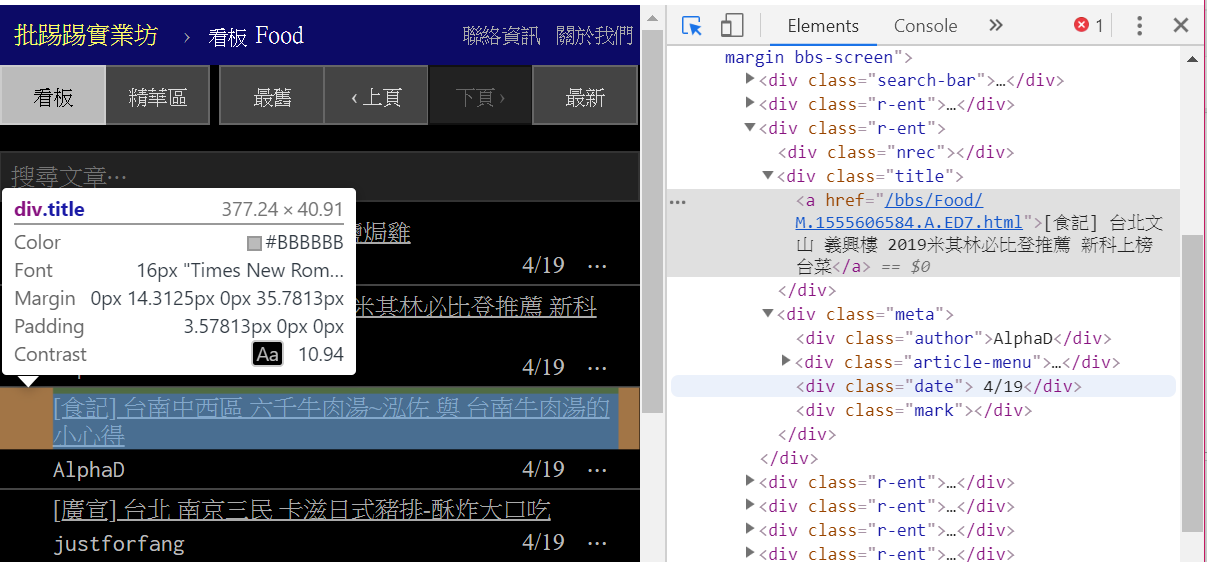 批踢踢實業坊 › 看板 Food 聯絡資訊 關於我們
看板 精華區 最舊 ‹ 上頁 下頁 › 最新
搜尋文章⋯
焗雞
4/19 ⋯
米其林必比登推薦 新科
4/19 ⋯
div.title 377.24 × 40.91
Color #BBBBBB
Font 16px "Times New Rom...
Margin 0px 14.3125px 0px 35.7813px
Padding 3.57813px 0px 0px
Contrast Aa 10.94
[食記] 台南中西區 六千牛肉湯~泓佐 與 台南牛肉湯的
小心得
AlphaD 4/19 ⋯
[廣宣] 台北 南京三民 卡滋日式豬排-酥炸大口吃
justforfang 4/19 ⋯
Elements Console » 1
margin bbs-screen">
<div class="search-bar">…</div>
<div class="r-ent">…</div>
<div class="r-ent">
<div class="nrec"></div>
<div class="title">
<a href="/bbs/Food/
M.1555606584.A.ED7.html">[食記] 台北文
山 義興樓 2019米其林必比登推薦 新科上榜
台菜</a> == $0
</div>
<div class="meta">
<div class="author">AlphaD</div>
<div class="article-menu">…</div>
<div class="date"> 4/19</div>
<div class="mark"></div>
</div>
</div>
<div class="r-ent">…</div>
<div class="r-ent">…</div>
<div class="r-ent">…</div>
<div class="r-ent">…</div>